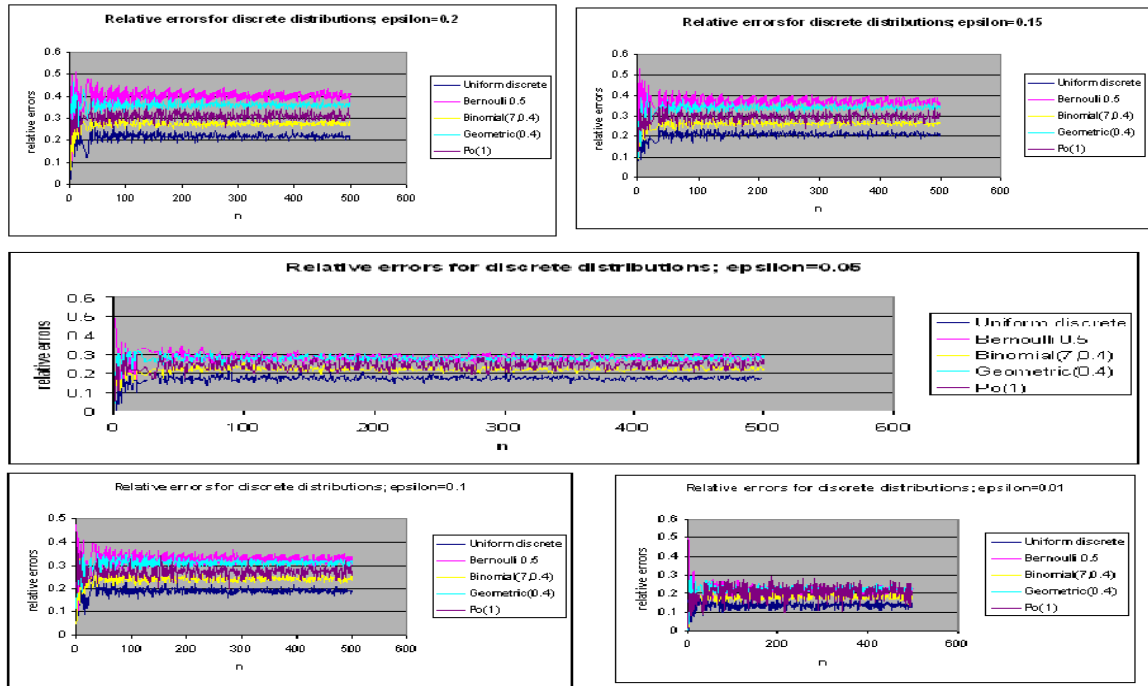 Relative errors for discrete distributions; epsilon=0.2
0.6
0.5
0.4
0.3
0.2
0.1
0
relative errors
0 100 200 300 400 500 600
n
Uniform discrete
Bernoulli 0.5
Binomial(7,0.4)
Geometric(0.4)
Po(1)
Relative errors for discrete distributions; epsilon=0.15
0.6
0.5
0.4
0.3
0.2
0.1
0
relative errors
0 100 200 300 400 500 600
n
Uniform discrete
Bernoulli 0.5
Binomial(7,0.4)
Geometric(0.4)
Po(1)
Relative errors for discrete distributions; epsilon=0.05
0.6
0.5
0.4
0.3
0.2
0.1
0
relative errors
0 100 200 300 400 500 600
n
Uniform discrete
Bernoulli 0.5
Binomial(7,0.4)
Geometric(0.4)
Po(1)
Relative errors for discrete distributions; epsilon=0.1
0.5
0.4
0.3
0.2
0.1
0
relative errors
0 100 200 300 400 500 600
n
Uniform discrete
Bernoulli 0.5
Binomial(7,0.4)
Geometric(0.4)
Po(1)
Relative errors for discrete distributions; epsilon=0.01
0.6
0.5
0.4
0.3
0.2
0.1
0
relative errors
0 200 400 600
n
Uniform discrete
Bernoulli 0.5
Binomial(7,0.4)
Geometric(0.4)
Po(1)